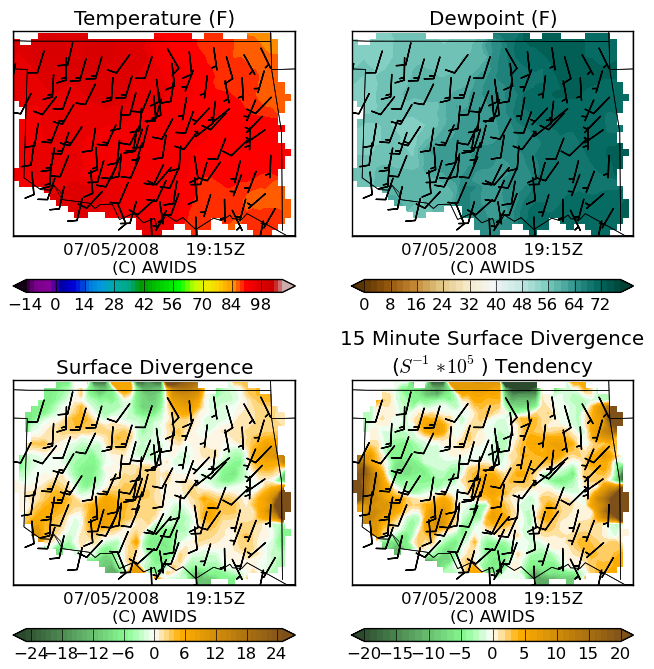 Temperature (F)
Dewpoint (F)
07/05/2008 19:15Z
(C) AWIDS
07/05/2008 19:15Z
(C) AWIDS
−14 0 14 28 42 56 70 84 98
0 8 16 24 32 40 48 56 64 72
Surface Divergence
15 Minute Surface Divergence
(S^{-1} *10^5 ) Tendency
07/05/2008 19:15Z
(C) AWIDS
07/05/2008 19:15Z
(C) AWIDS
−24 −18 −12 −6 0 6 12 18 24
−20 −15 −10 −5 0 5 10 15 20